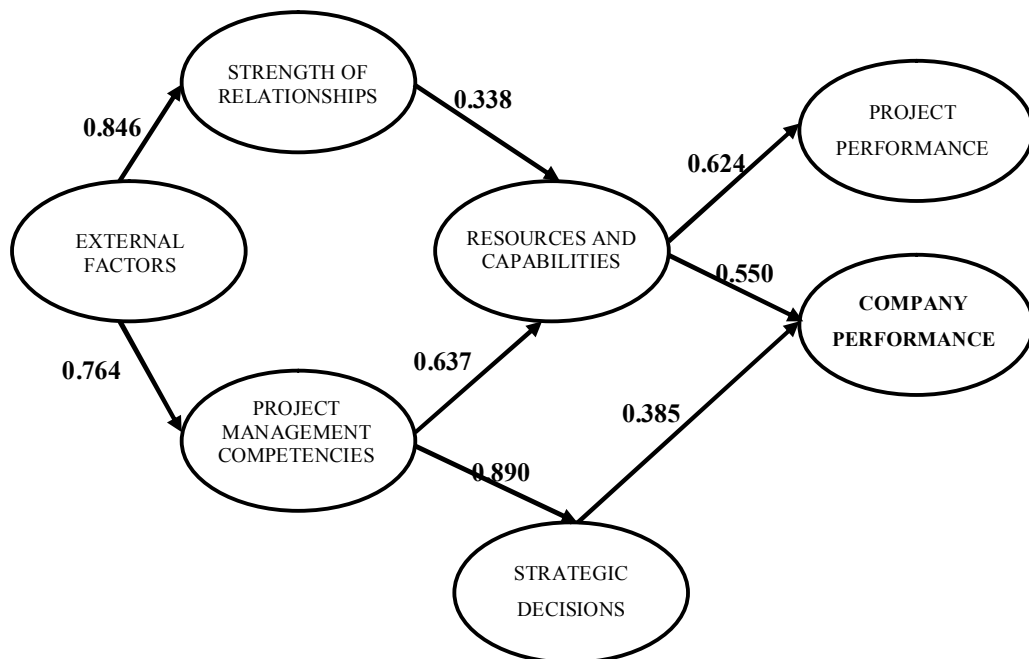 STRENGTH OF
RELATIONSHIPS
0.338
0.846
PROJECT
PERFORMANCE
0.624
EXTERNAL
FACTORS
RESOURCES AND
CAPABILITIES
0.550
COMPANY
PERFORMANCE
0.764
0.637
PROJECT
MANAGEMENT
COMPETENCIES
0.385
0.890
STRATEGIC
DECISIONS